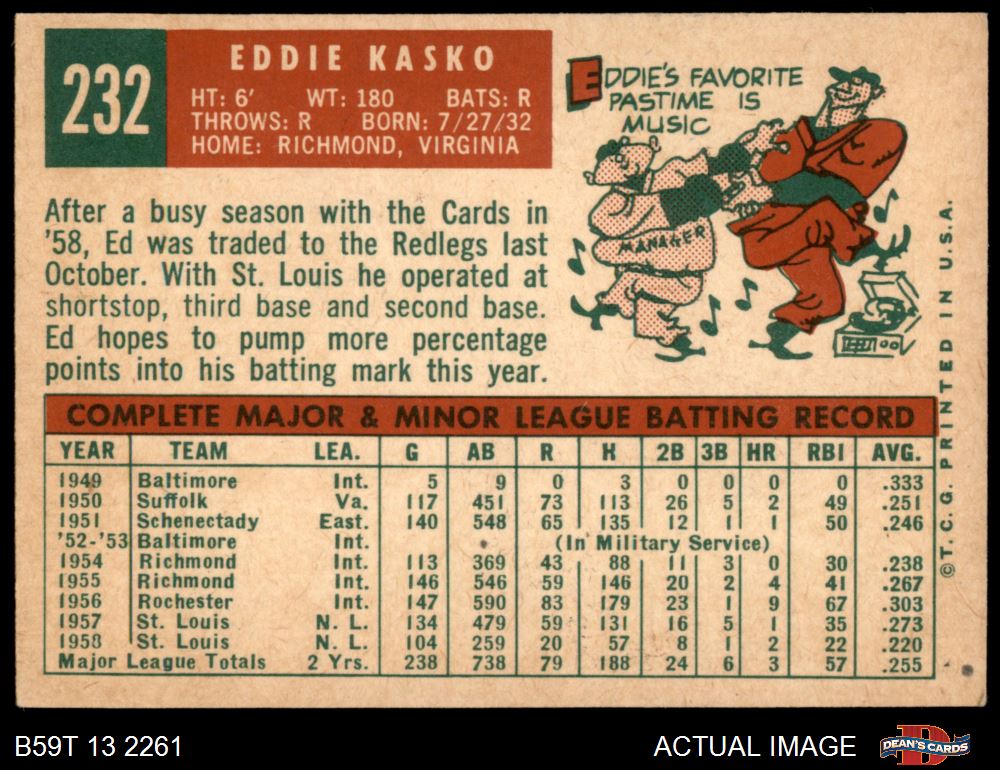 232
EDDIE KASKO
HT: 6' WT: 180 BATS: R
THROWS: R BORN: 7/27/32
HOME: RICHMOND, VIRGINIA
EDDIE'S FAVORITE
PASTIME IS
MUSIC
MANAGER
After a busy season with the Cards in
'58, Ed was traded to the Redlegs last
October. With St. Louis he operated at
shortstop, third base and second base.
Ed hopes to pump more percentage
points into his batting mark this year.
COMPLETE MAJOR & MINOR LEAGUE BATTING RECORD
YEAR TEAM LEA. G AB R H 2B 3B HR RBI AVG.
1949 Baltimore Int. 5 9 0 3 0 0 0 0 .333
1950 Suffolk Va. 117 451 73 113 26 5 2 49 .251
1951 Schenectady East. 140 548 65 135 12 1 1 50 .246
'52-'53 Baltimore Int. (In Military Service)
1954 Richmond Int. 113 369 43 88 11 3 0 30 .238
1955 Richmond Int. 146 546 59 146 20 2 4 41 .267
1956 Rochester Int. 147 590 83 179 23 1 9 67 .303
1957 St. Louis N. L. 134 479 59 131 16 5 1 35 .273
1958 St. Louis N. L. 104 259 20 57 8 1 2 22 .220
Major League Totals 2 Yrs. 238 738 79 188 24 6 3 57 .255
©T. C. G. PRINTED IN U.S.A.
B59T 13 2261
ACTUAL IMAGE
DEAN'S CARDS